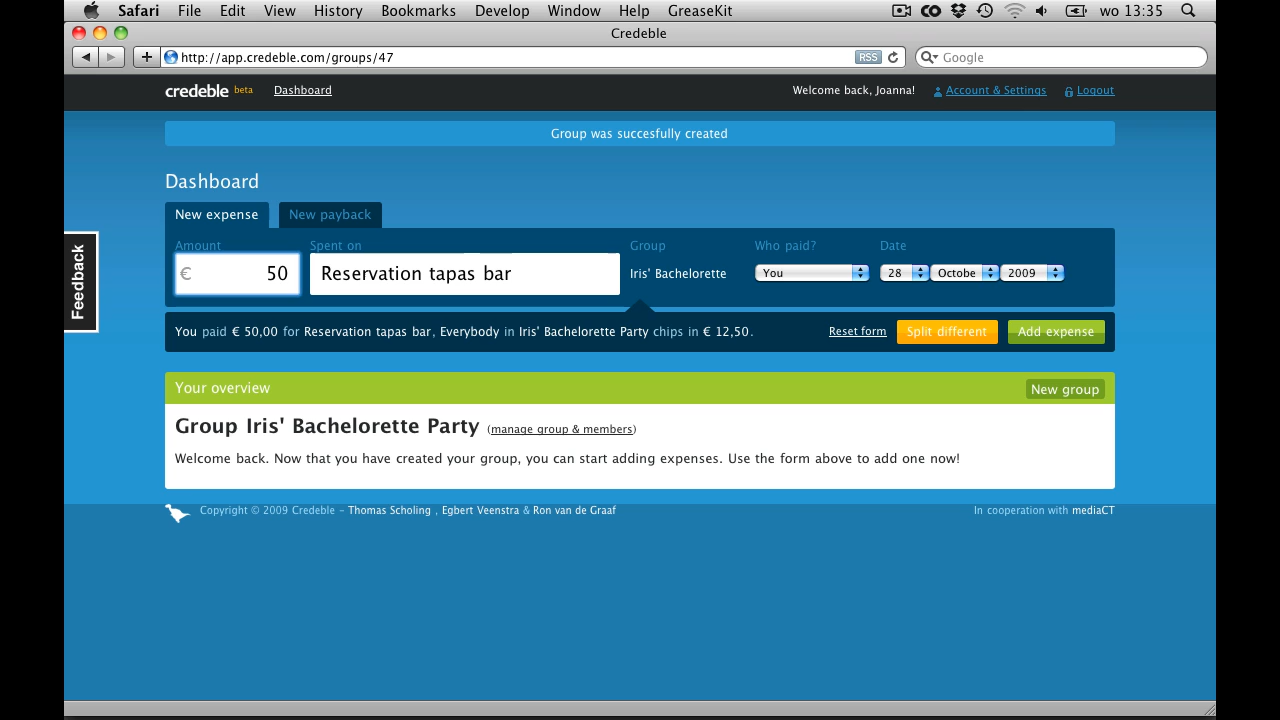 Safari File Edit View History Bookmarks Develop Window Help GreaseKit wo 13:35
Credeble
http://app.credeble.com/groups/47 RSS Google
credeble beta Dashboard Welcome back, Joanna! Account & Settings Logout
Group was succesfully created
Dashboard
New expense New payback
Amount Spent on Group Who paid? Date
€ 50 Reservation tapas bar Iris' Bachelorette You 28 Octobe 2009
You paid € 50,00 for Reservation tapas bar, Everybody in Iris' Bachelorette Party chips in € 12,50. Reset form Split different Add expense
Feedback
Your overview New group
Group Iris' Bachelorette Party (manage group & members)
Welcome back. Now that you have created your group, you can start adding expenses. Use the form above to add one now!
Copyright © 2009 Credeble – Thomas Scholing , Egbert Veenstra & Ron van de Graaf In cooperation with mediaCT